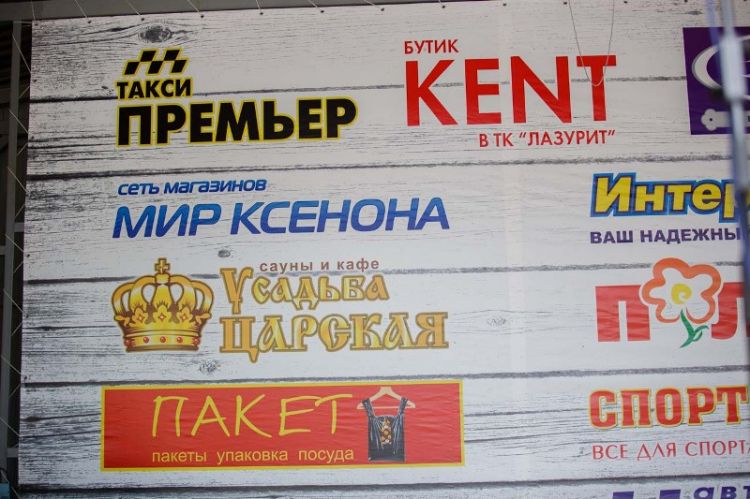 ТАКСИ
ПРЕМЬЕР
БУТИК
KENT
В ТК "ЛАЗУРИТ"
СЕТЬ МАГАЗИНОВ
МИР КСЕНОНА
Интер
ВАШ НАДЕЖНЫ
сауны и кафе
Усадьба
ЦАРСКАЯ
ПАКЕТ
пакеты упаковка посуда
СПОРТ
ВСЕ ДЛЯ СПОРТА